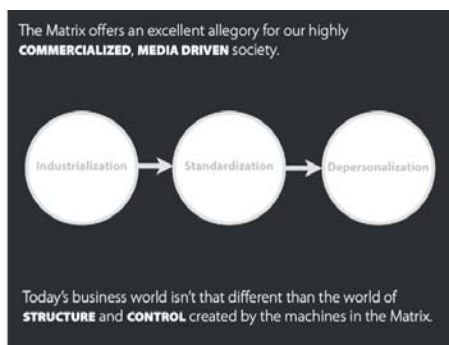 The Matrix offers an excellent allegory for our highly
COMMERCIALIZED, MEDIA DRIVEN society.
Industrialization
Standardization
Depersonalization
Today's business world isn't that different than the world of
STRUCTURE and CONTROL created by the machines in the Matrix.